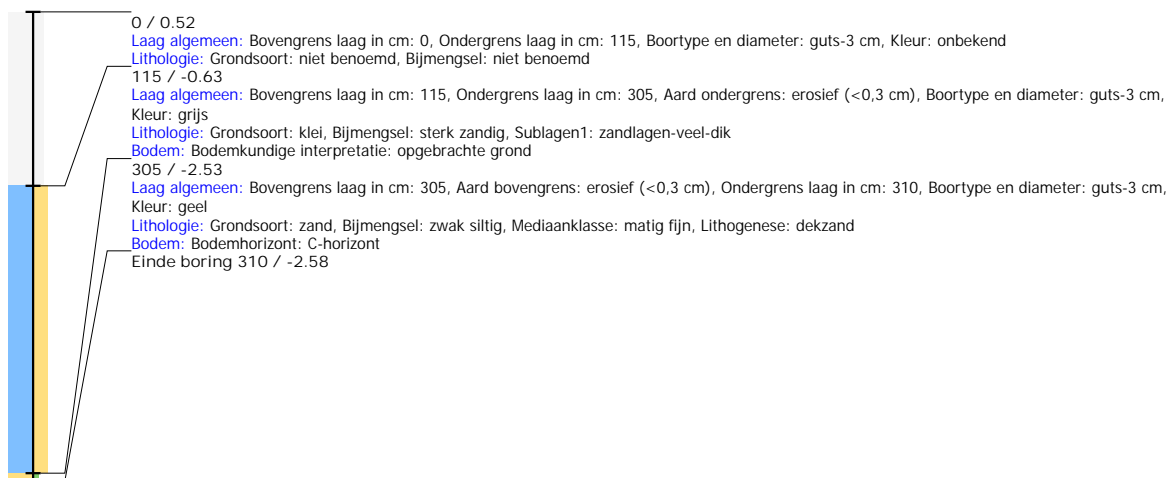 0 / 0.52
Laag algemeen: Bovengrens laag in cm: 0, Ondergrens laag in cm: 115, Boortype en diameter: guts-3 cm, Kleur: onbekend
Lithologie: Grondsoort: niet benoemd, Bijmengsel: niet benoemd
115 / -0.63
Laag algemeen: Bovengrens laag in cm: 115, Ondergrens laag in cm: 305, Aard ondergrens: erosief (<0,3 cm), Boortype en diameter: guts-3 cm,
Kleur: grijs
Lithologie: Grondsoort: klei, Bijmengsel: sterk zandig, Sublagen1: zandlagen-veel-dik
Bodem: Bodemkundige interpretatie: opgebrachte grond
305 / -2.53
Laag algemeen: Bovengrens laag in cm: 305, Aard bovengrens: erosief (<0,3 cm), Ondergrens laag in cm: 310, Boortype en diameter: guts-3 cm,
Kleur: geel
Lithologie: Grondsoort: zand, Bijmengsel: zwak siltig, Mediaanklasse: matig fijn, Lithogenese: dekzand
Bodem: Bodemhorizont: C-horizont
Einde boring 310 / -2.58